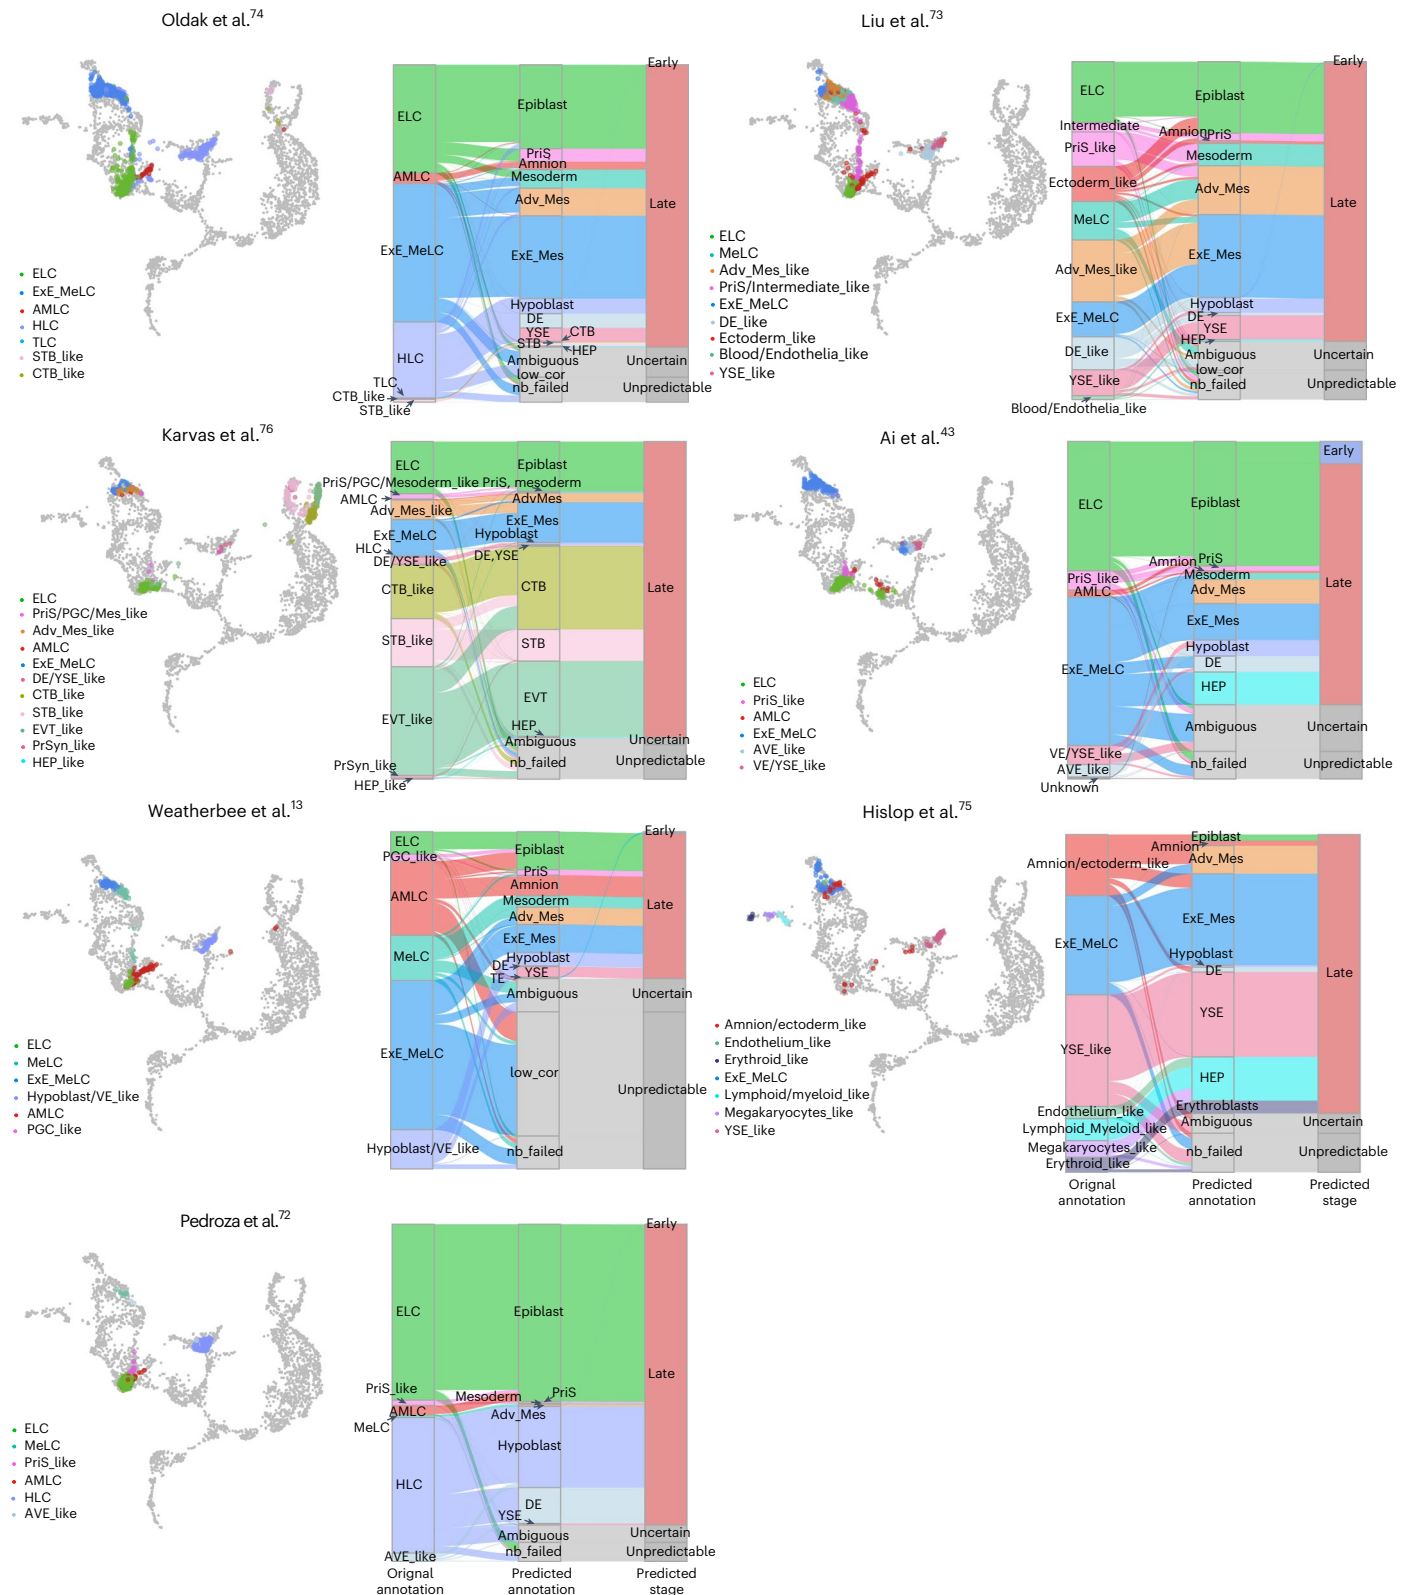 Oldak et al.74
ELC
ExE_MeLC
AMLC
HLC
TLC
STB_like
CTB_like
ELC
AMLC
ExE_MeLC
HLC
TLC
CTB_like
STB_like
Epiblast
PriS
Amnion
Mesoderm
Adv_Mes
ExE_Mes
Hypoblast
DE
YSE
CTB
STB
HEP
Ambiguous
low_cor
nb_failed
Early
Late
Uncertain
Unpredictable
Liu et al.73
ELC
MeLC
Adv_Mes_like
PriS/Intermediate_like
ExE_MeLC
DE_like
Ectoderm_like
Blood/Endothelia_like
YSE_like
ELC
Intermediate
PriS_like
Ectoderm_like
MeLC
Adv_Mes_like
ExE_MeLC
DE_like
YSE_like
Blood/Endothelia_like
Epiblast
Amnion
PriS
Mesoderm
Adv_Mes
ExE_Mes
Hypoblast
DE
YSE
HEP
Ambiguous
low_cor
nb_failed
Early
Late
Uncertain
Unpredictable
Karvas et al.76
ELC
PriS/PGC/Mes_like
Adv_Mes_like
AMLC
ExE_MeLC
DE/YSE_like
CTB_like
STB_like
EVT_like
PrSyn_like
HEP_like
ELC
PriS/PGC/Mesoderm_like
AMLC
Adv_Mes_like
ExE_MeLC
HLC
DE/YSE_like
CTB_like
STB_like
EVT_like
PrSyn_like
HEP_like
Epiblast
PriS, mesoderm
AdvMes
ExE_Mes
Hypoblast
DE,YSE
CTB
STB
EVT
HEP
Ambiguous
nb_failed
Late
Uncertain
Unpredictable
Ai et al.43
ELC
PriS_like
AMLC
ExE_MeLC
AVE_like
VE/YSE_like
ELC
PriS_like
AMLC
ExE_MeLC
VE/YSE_like
AVE_like
Unknown
Epiblast
Amnion
PriS
Mesoderm
Adv_Mes
ExE_Mes
Hypoblast
DE
HEP
Ambiguous
nb_failed
Early
Late
Uncertain
Unpredictable
Weatherbee et al.13
ELC
MeLC
ExE_MeLC
Hypoblast/VE_like
AMLC
PGC_like
ELC
PGC_like
AMLC
MeLC
ExE_MeLC
Hypoblast/VE_like
Epiblast
PriS
Amnion
Mesoderm
Adv_Mes
ExE_Mes
Hypoblast
DE
YSE
TE
Ambiguous
low_cor
nb_failed
Early
Late
Uncertain
Unpredictable
Hislop et al.75
Amnion/ectoderm_like
Endothelium_like
Erythroid_like
ExE_MeLC
Lymphoid/myeloid_like
Megakaryocytes_like
YSE_like
Amnion/ectoderm_like
ExE_MeLC
YSE_like
Endothelium_like
Lymphoid_Myeloid_like
Megakaryocytes_like
Erythroid_like
Epiblast
Amnion
Adv_Mes
ExE_Mes
Hypoblast
DE
YSE
HEP
Erythroblasts
Ambiguous
nb_failed
Late
Uncertain
Unpredictable
Orignal
annotation
Predicted
annotation
Predicted
stage
Pedroza et al.72
ELC
MeLC
PriS_like
AMLC
HLC
AVE_like
ELC
PriS_like
AMLC
MeLC
HLC
AVE_like
Epiblast
Mesoderm
PriS
Adv_Mes
Hypoblast
DE
YSE
Ambiguous
nb_failed
Early
Late
Uncertain
Unpredictable
Orignal
annotation
Predicted
annotation
Predicted
stage